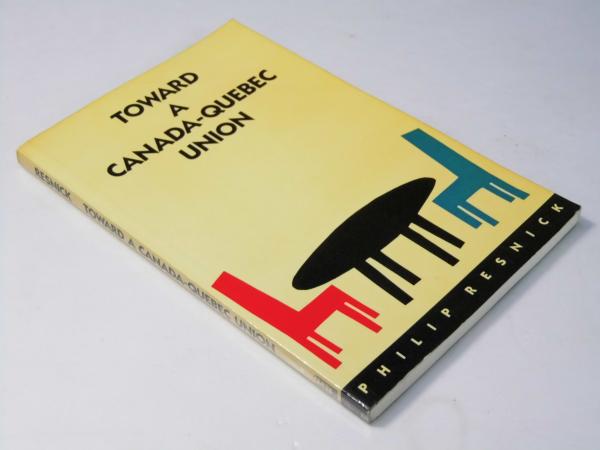 TOWARD
A
CANADA-QUEBEC
UNION
PHILIP RESNICK
RESNICK TOWARD A CANADA-QUEBEC UNION